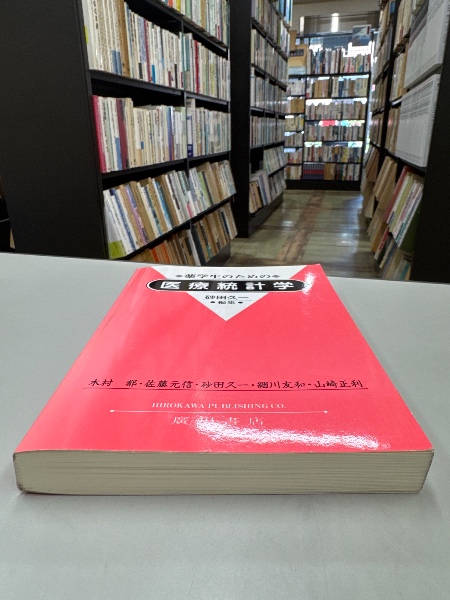 ●薬学生のための●
医療統計学
砂田久一
●編集●
木村 都・佐藤元信・砂田久一・細川友和・山崎正利
HIROKAWA PUBLISHING CO.
廣川書店